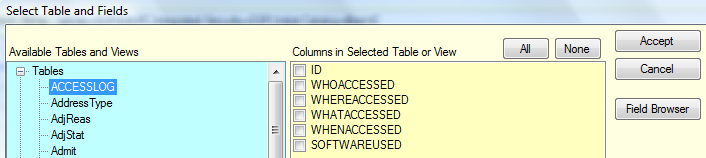 Select Table and Fields
Available Tables and Views
Columns in Selected Table or View
All
None
Accept
Cancel
Field Browser
Tables
ACCESSLOG
AddressType
AdjReas
AdjStat
Admit
ID
WHOACCESSED
WHEREACCESSED
WHATACCESSED
WHENACCESSED
SOFTWAREUSED